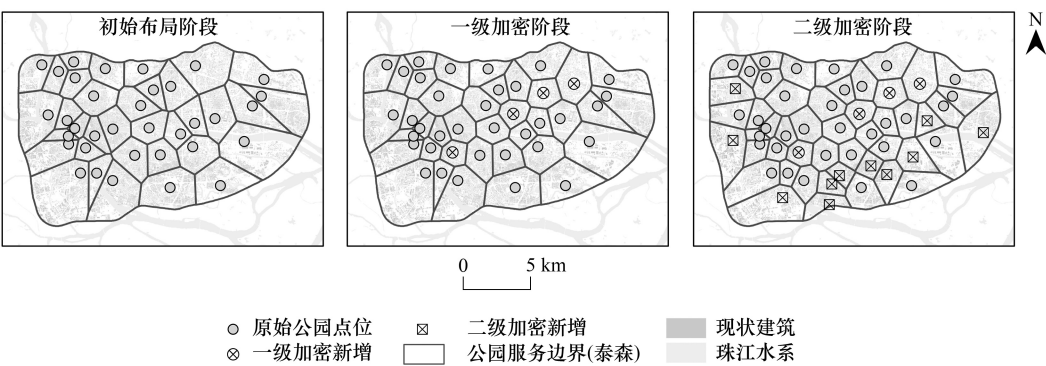 初始布局阶段
一级加密阶段
二级加密阶段
N
0 5 km
原始公园点位
二级加密新增
现状建筑
一级加密新增
公园服务边界(泰森)
珠江水系